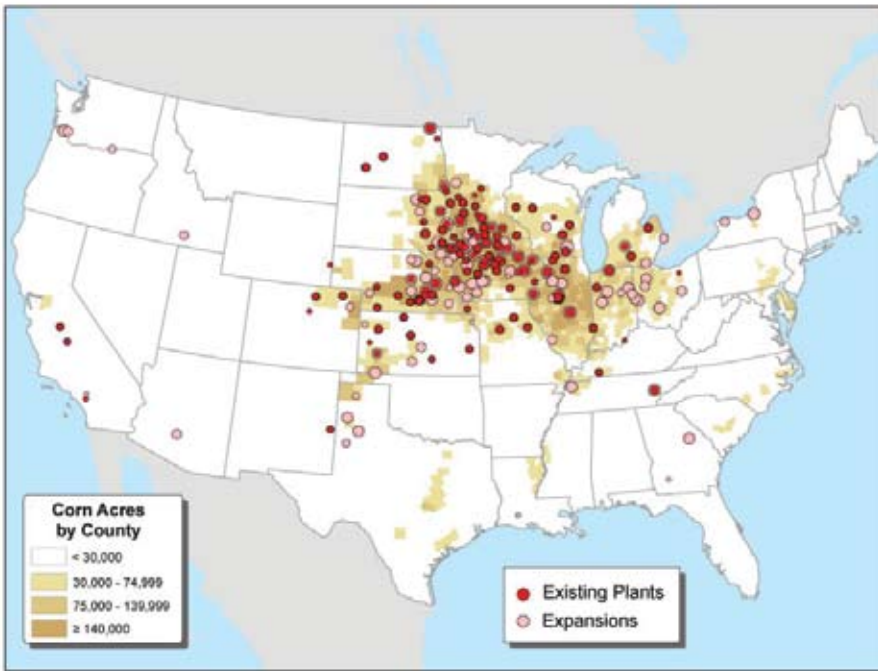 Corn Acres
by County
< 30,000
30,000 - 74,999
75,000 - 139,999
≥ 140,000
Existing Plants
Expansions